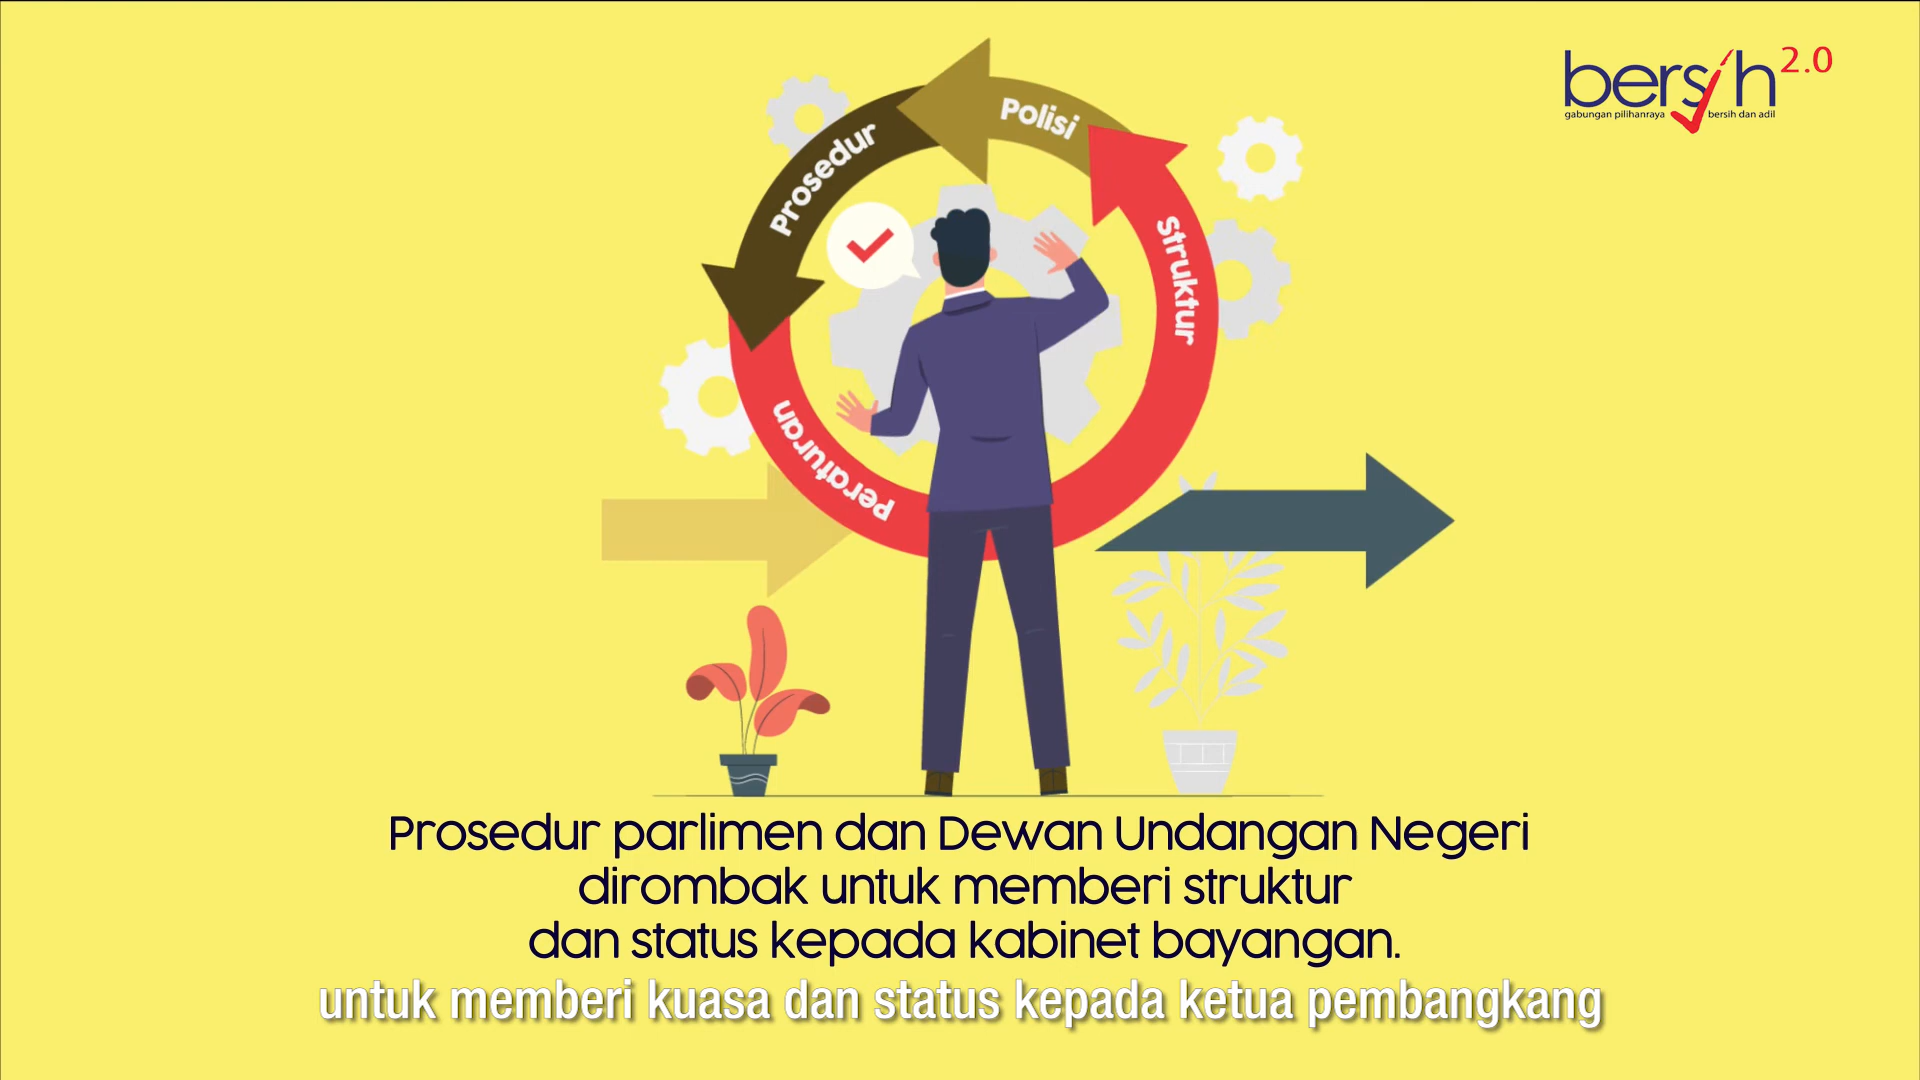 bersih 2.0
gabungan pilihanraya bersih dan adil
Polisi
Prosedur
Struktur
Peraturan
Prosedur parlimen dan Dewan Undangan Negeri
dirombak untuk memberi struktur
dan status kepada kabinet bayangan.
untuk memberi kuasa dan status kepada ketua pembangkang